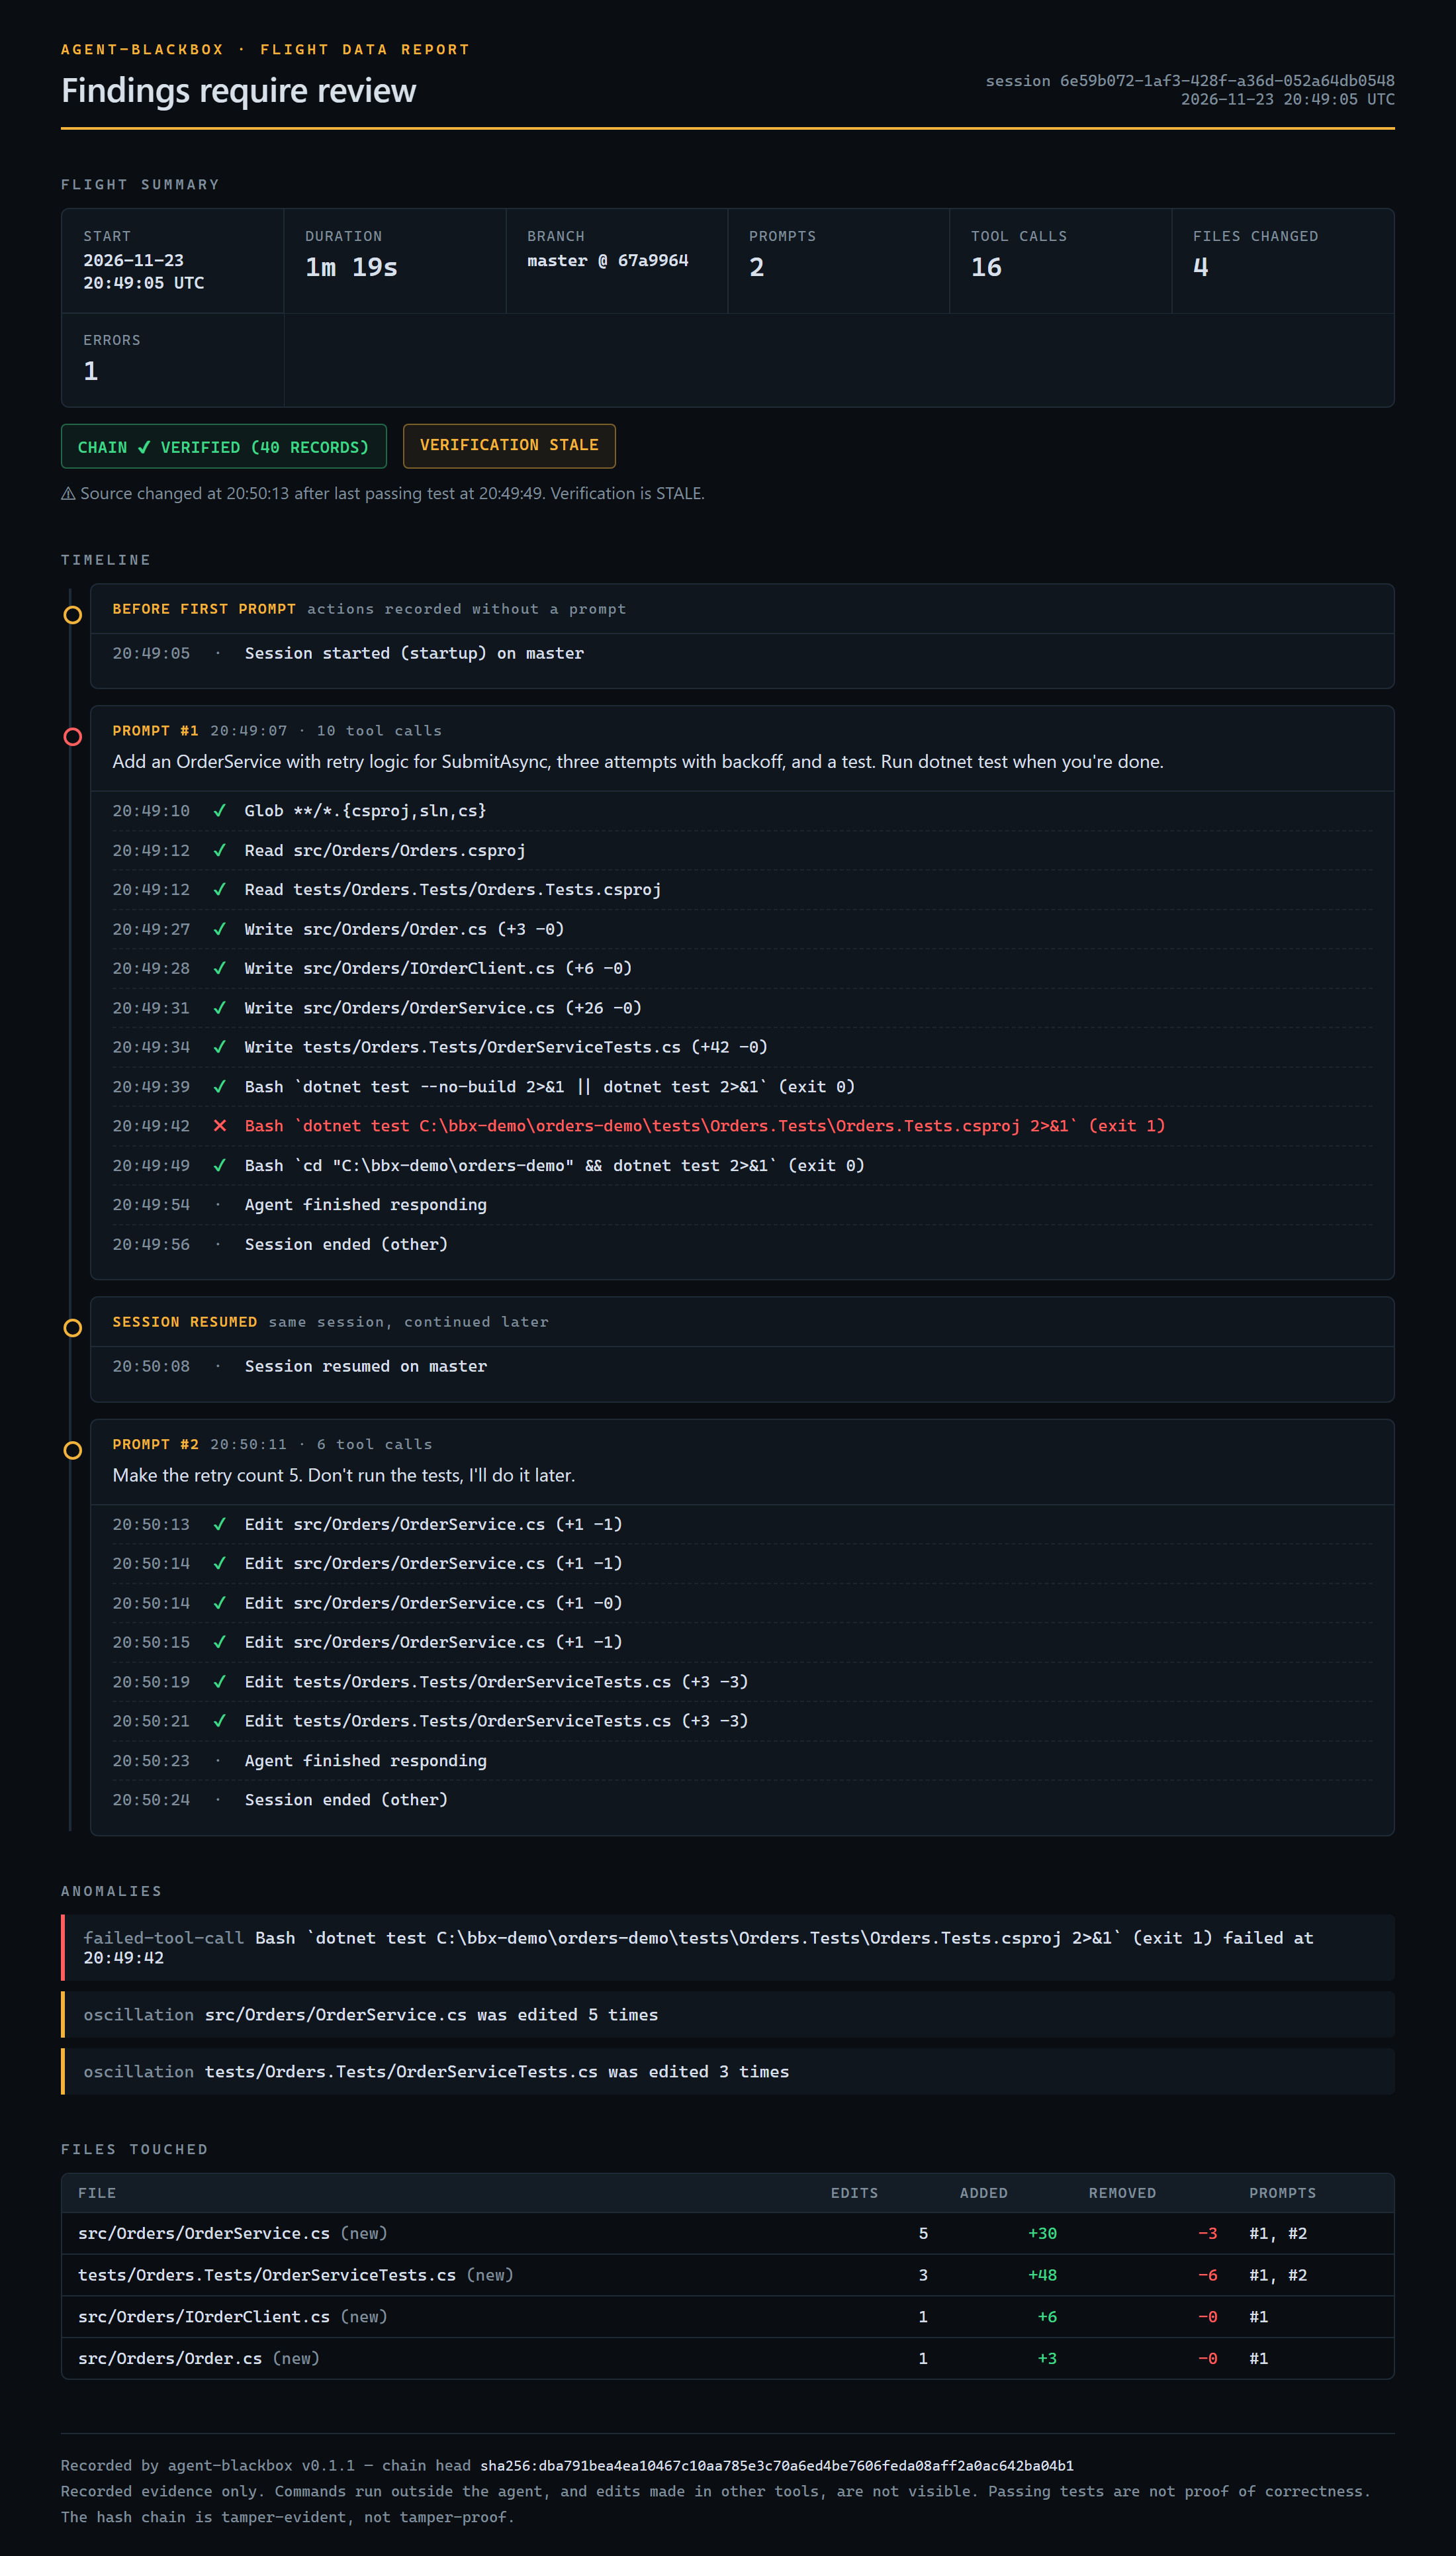 AGENT-BLACKBOX · FLIGHT DATA REPORT
Findings require review
session 6e59b072-1af3-428f-a36d-052a64db0548
2026-11-23 20:49:05 UTC
FLIGHT SUMMARY
START
2026-11-23
20:49:05 UTC
DURATION
1m 19s
BRANCH
master @ 67a9964
PROMPTS
2
TOOL CALLS
16
FILES CHANGED
4
ERRORS
1
CHAIN ✔ VERIFIED (40 RECORDS)
VERIFICATION STALE
⚠ Source changed at 20:50:13 after last passing test at 20:49:49. Verification is STALE.
TIMELINE
BEFORE FIRST PROMPT actions recorded without a prompt
20:49:05 · Session started (startup) on master
PROMPT #1 20:49:07 · 10 tool calls
Add an OrderService with retry logic for SubmitAsync, three attempts with backoff, and a test. Run dotnet test when you're done.
20:49:10 ✔ Glob **/*.{csproj,sln,cs}
20:49:12 ✔ Read src/Orders/Orders.csproj
20:49:12 ✔ Read tests/Orders.Tests/Orders.Tests.csproj
20:49:27 ✔ Write src/Orders/Order.cs (+3 −0)
20:49:28 ✔ Write src/Orders/IOrderClient.cs (+6 −0)
20:49:31 ✔ Write src/Orders/OrderService.cs (+26 −0)
20:49:34 ✔ Write tests/Orders.Tests/OrderServiceTests.cs (+42 −0)
20:49:39 ✔ Bash `dotnet test --no-build 2>&1 || dotnet test 2>&1` (exit 0)
20:49:42 ✕ Bash `dotnet test C:\bbx-demo\orders-demo\tests\Orders.Tests\Orders.Tests.csproj 2>&1` (exit 1)
20:49:49 ✔ Bash `cd "C:\bbx-demo\orders-demo" && dotnet test 2>&1` (exit 0)
20:49:54 · Agent finished responding
20:49:56 · Session ended (other)
SESSION RESUMED same session, continued later
20:50:08 · Session resumed on master
PROMPT #2 20:50:11 · 6 tool calls
Make the retry count 5. Don't run the tests, I'll do it later.
20:50:13 ✔ Edit src/Orders/OrderService.cs (+1 −1)
20:50:14 ✔ Edit src/Orders/OrderService.cs (+1 −1)
20:50:14 ✔ Edit src/Orders/OrderService.cs (+1 −0)
20:50:15 ✔ Edit src/Orders/OrderService.cs (+1 −1)
20:50:19 ✔ Edit tests/Orders.Tests/OrderServiceTests.cs (+3 −3)
20:50:21 ✔ Edit tests/Orders.Tests/OrderServiceTests.cs (+3 −3)
20:50:23 · Agent finished responding
20:50:24 · Session ended (other)
ANOMALIES
failed-tool-call Bash `dotnet test C:\bbx-demo\orders-demo\tests\Orders.Tests\Orders.Tests.csproj 2>&1` (exit 1) failed at
20:49:42
oscillation src/Orders/OrderService.cs was edited 5 times
oscillation tests/Orders.Tests/OrderServiceTests.cs was edited 3 times
FILES TOUCHED
FILE EDITS ADDED REMOVED PROMPTS
src/Orders/OrderService.cs (new) 5 +30 −3 #1, #2
tests/Orders.Tests/OrderServiceTests.cs (new) 3 +48 −6 #1, #2
src/Orders/IOrderClient.cs (new) 1 +6 −0 #1
src/Orders/Order.cs (new) 1 +3 −0 #1
Recorded by agent-blackbox v0.1.1 — chain head sha256:dba791bea4ea10467c10aa785e3c70a6ed4be7606feda08aff2a0ac642ba04b1
Recorded evidence only. Commands run outside the agent, and edits made in other tools, are not visible. Passing tests are not proof of correctness.
The hash chain is tamper-evident, not tamper-proof.